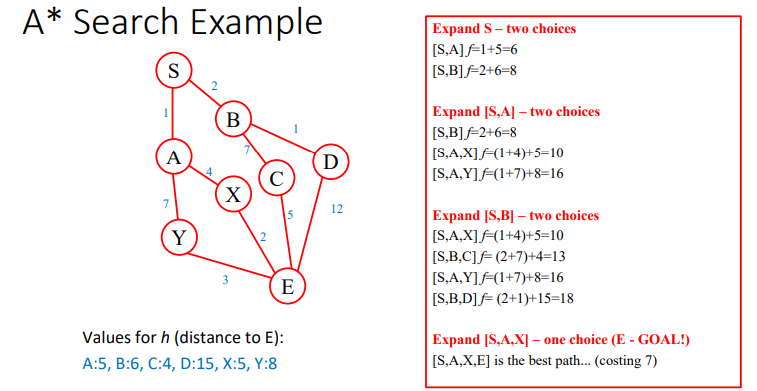 A* Search Example
S
2
1
B
1
A
7
D
4
C
X
7
5
12
Y
2
3
E
Values for h (distance to E):
A:5, B:6, C:4, D:15, X:5, Y:8
Expand S – two choices
[S,A] f=1+5=6
[S,B] f=2+6=8
Expand [S,A] – two choices
[S,B] f=2+6=8
[S,A,X] f=(1+4)+5=10
[S,A,Y] f=(1+7)+8=16
Expand [S,B] – two choices
[S,A,X] f=(1+4)+5=10
[S,B,C] f= (2+7)+4=13
[S,A,Y] f=(1+7)+8=16
[S,B,D] f= (2+1)+15=18
Expand [S,A,X] – one choice (E - GOAL!)
[S,A,X,E] is the best path... (costing 7)